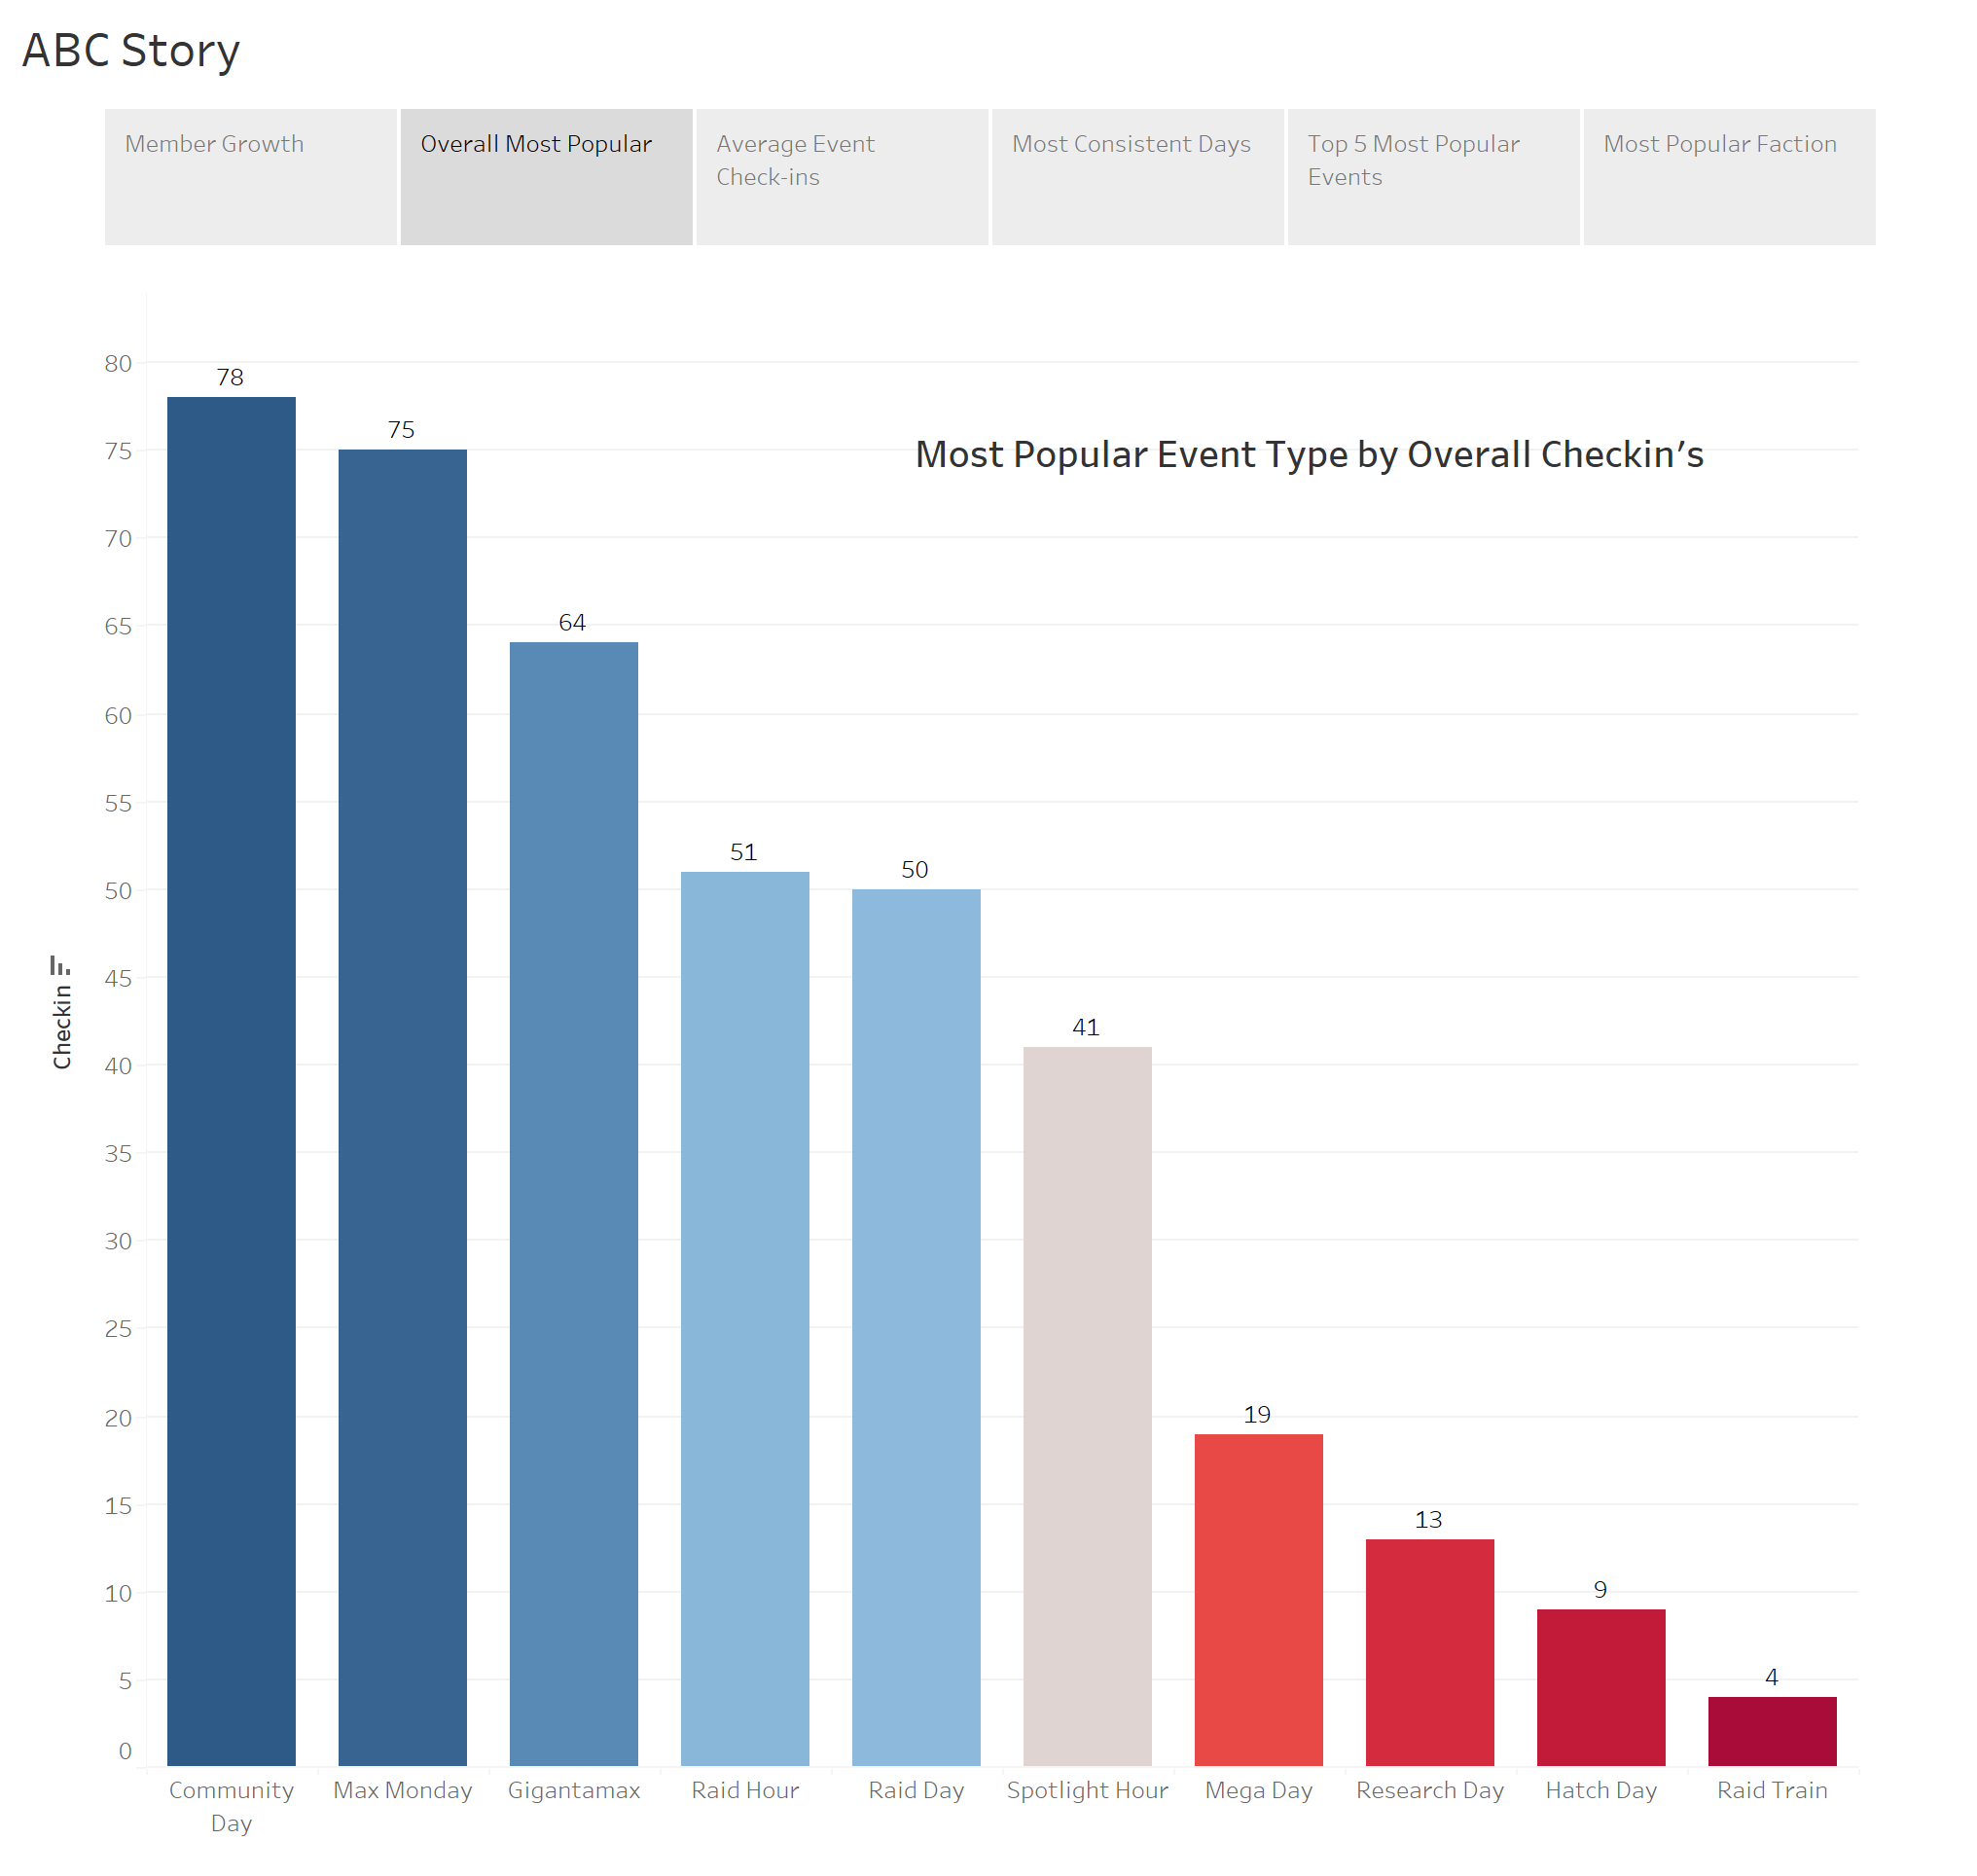 ABC Story
Member Growth
Overall Most Popular
Average Event
Check-ins
Most Consistent Days
Top 5 Most Popular
Events
Most Popular Faction
Most Popular Event Type by Overall Checkin’s
Checkin
80
75
70
65
60
55
50
45
40
35
30
25
20
15
10
5
0
78
75
64
51
50
41
19
13
9
4
Community
Day
Max Monday
Gigantamax
Raid Hour
Raid Day
Spotlight Hour
Mega Day
Research Day
Hatch Day
Raid Train